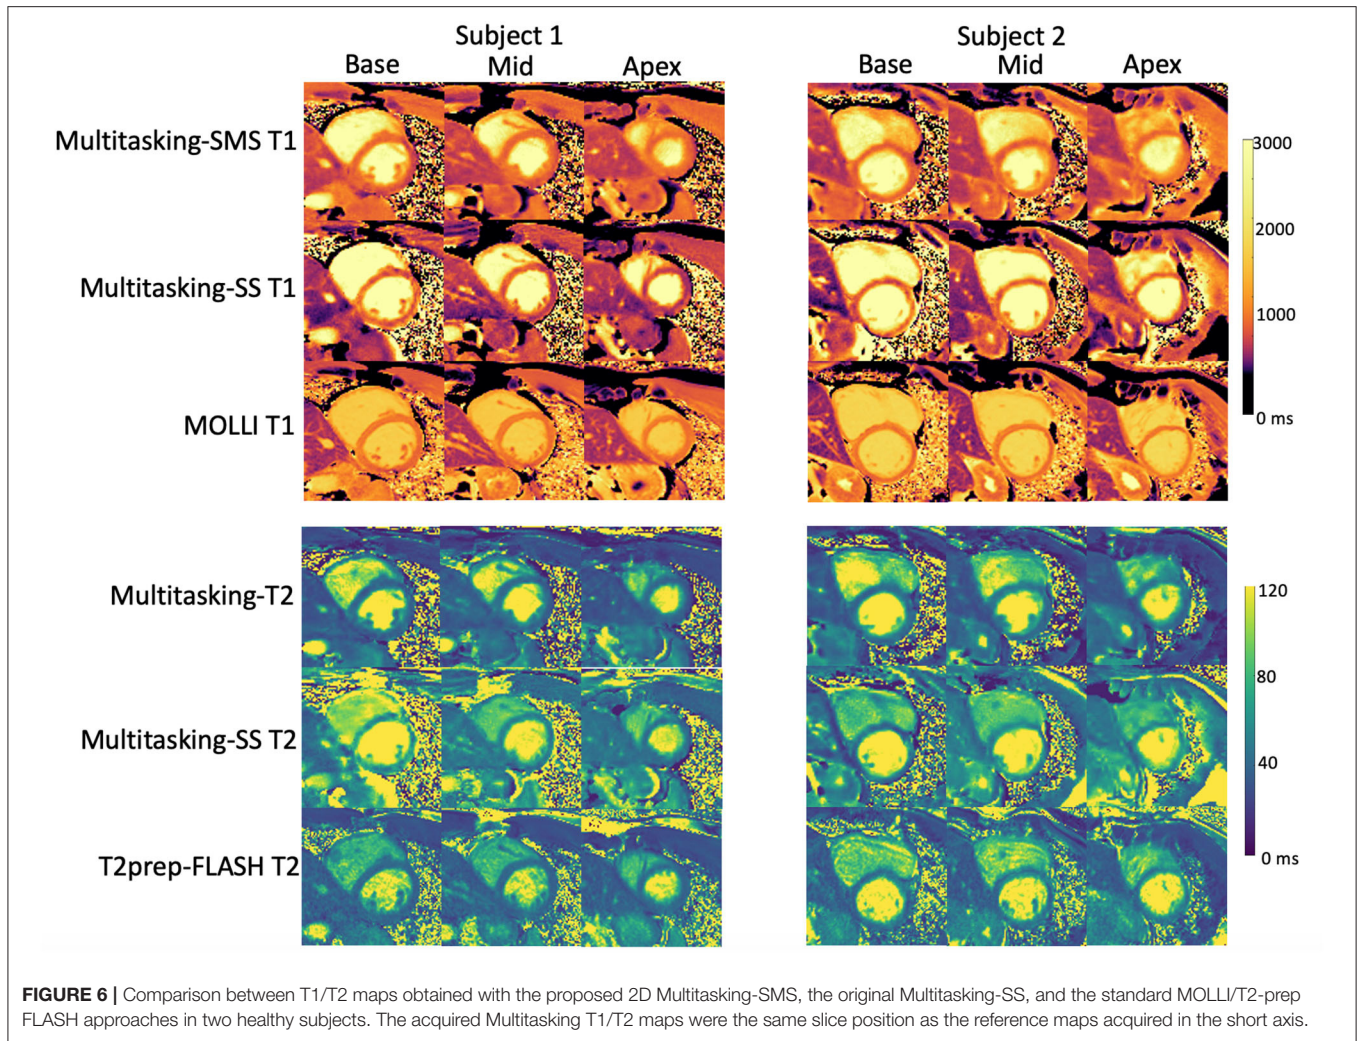 Subject 1
Subject 2
Base
Mid
Apex
Base
Mid
Apex
Multitasking-SMS T1
Multitasking-SS T1
MOLLI T1
3000
2000
1000
0 ms
Multitasking-T2
Multitasking-SS T2
T2prep-FLASH T2
120
80
40
0 ms
FIGURE 6 | Comparison between T1/T2 maps obtained with the proposed 2D Multitasking-SMS, the original Multitasking-SS, and the standard MOLLI/T2-prep
FLASH approaches in two healthy subjects. The acquired Multitasking T1/T2 maps were the same slice position as the reference maps acquired in the short axis.